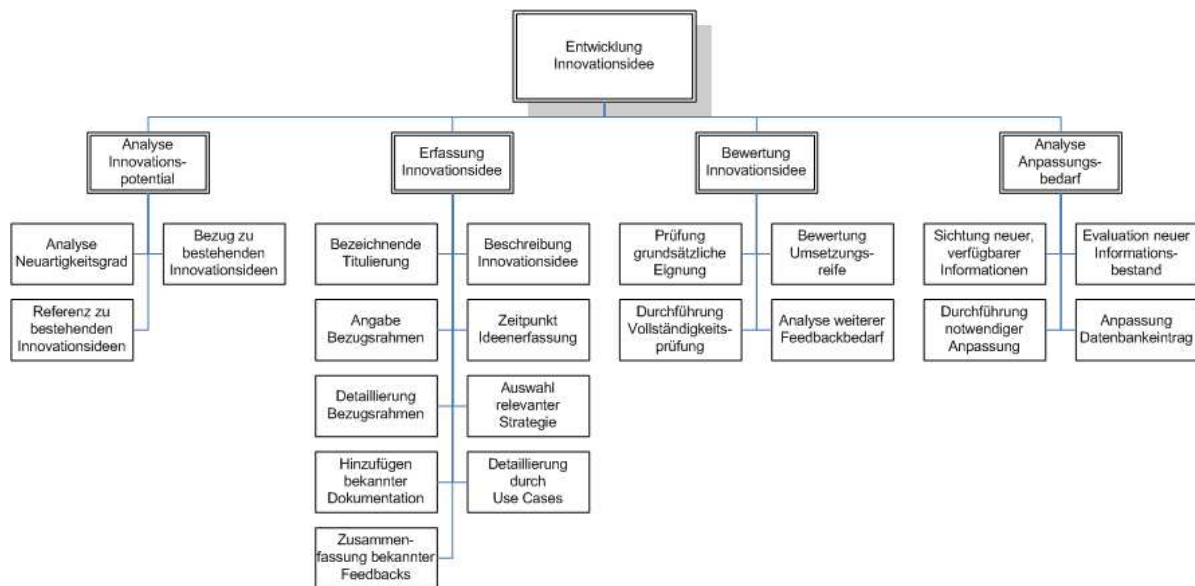 Entwicklung
Innovationsidee
Analyse
Innovations-
potential
Erfassung
Innovationsidee
Bewertung
Innovationsidee
Analyse
Anpassungs-
bedarf
Analyse
Neuartigkeitsgrad
Bezug zu
bestehenden
Innovationsideen
Referenz zu
bestehenden
Innovationsideen
Bezeichnende
Titulierung
Beschreibung
Innovationsidee
Angabe
Bezugsrahmen
Zeitpunkt
Ideenerfassung
Detaillierung
Bezugsrahmen
Auswahl
relevanter
Strategie
Hinzufügen
bekannter
Dokumentation
Detaillierung
durch
Use Cases
Zusammen-
fassung bekannter
Feedbacks
Prüfung
grundsätzliche
Eignung
Bewertung
Umsetzungs-
reife
Durchführung
Vollständigkeits-
prüfung
Analyse weiterer
Feedbackbedarf
Sichtung neuer,
verfügbarer
Informationen
Evaluation neuer
Informations-
bestand
Durchführung
notwendiger
Anpassung
Anpassung
Datenbankeintrag